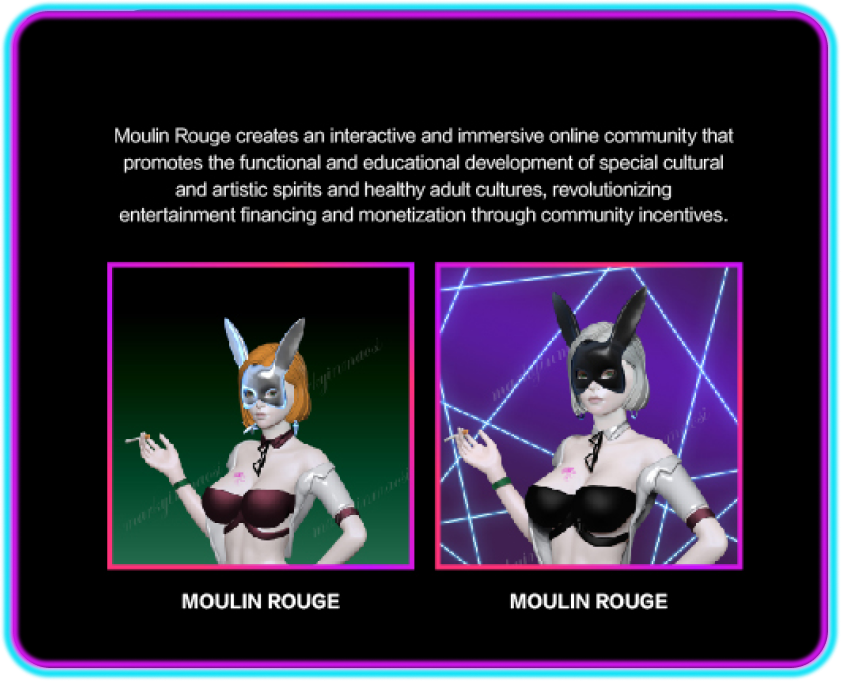 Moulin Rouge creates an interactive and immersive online community that
promotes the functional and educational development of special cultural
and artistic spirits and healthy adult cultures, revolutionizing
entertainment financing and monetization through community incentives.
MOULIN ROUGE
MOULIN ROUGE